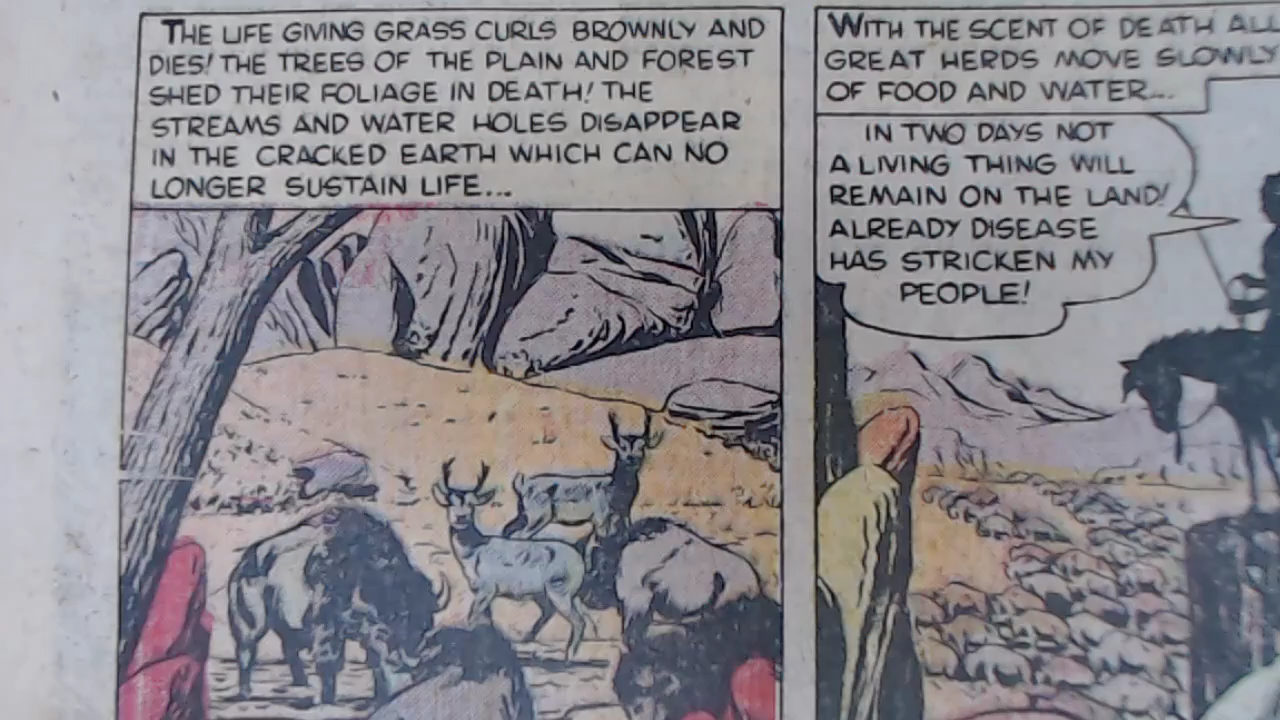 THE LIFE GIVING GRASS CURLS BROWNLY AND
DIES! THE TREES OF THE PLAIN AND FOREST
SHED THEIR FOLIAGE IN DEATH! THE
STREAMS AND WATER HOLES DISAPPEAR
IN THE CRACKED EARTH WHICH CAN NO
LONGER SUSTAIN LIFE...
WITH THE SCENT OF DEATH ALL
GREAT HERDS MOVE SLOWLY
OF FOOD AND WATER...
IN TWO DAYS NOT
A LIVING THING WILL
REMAIN ON THE LAND!
ALREADY DISEASE
HAS STRICKEN MY
PEOPLE!